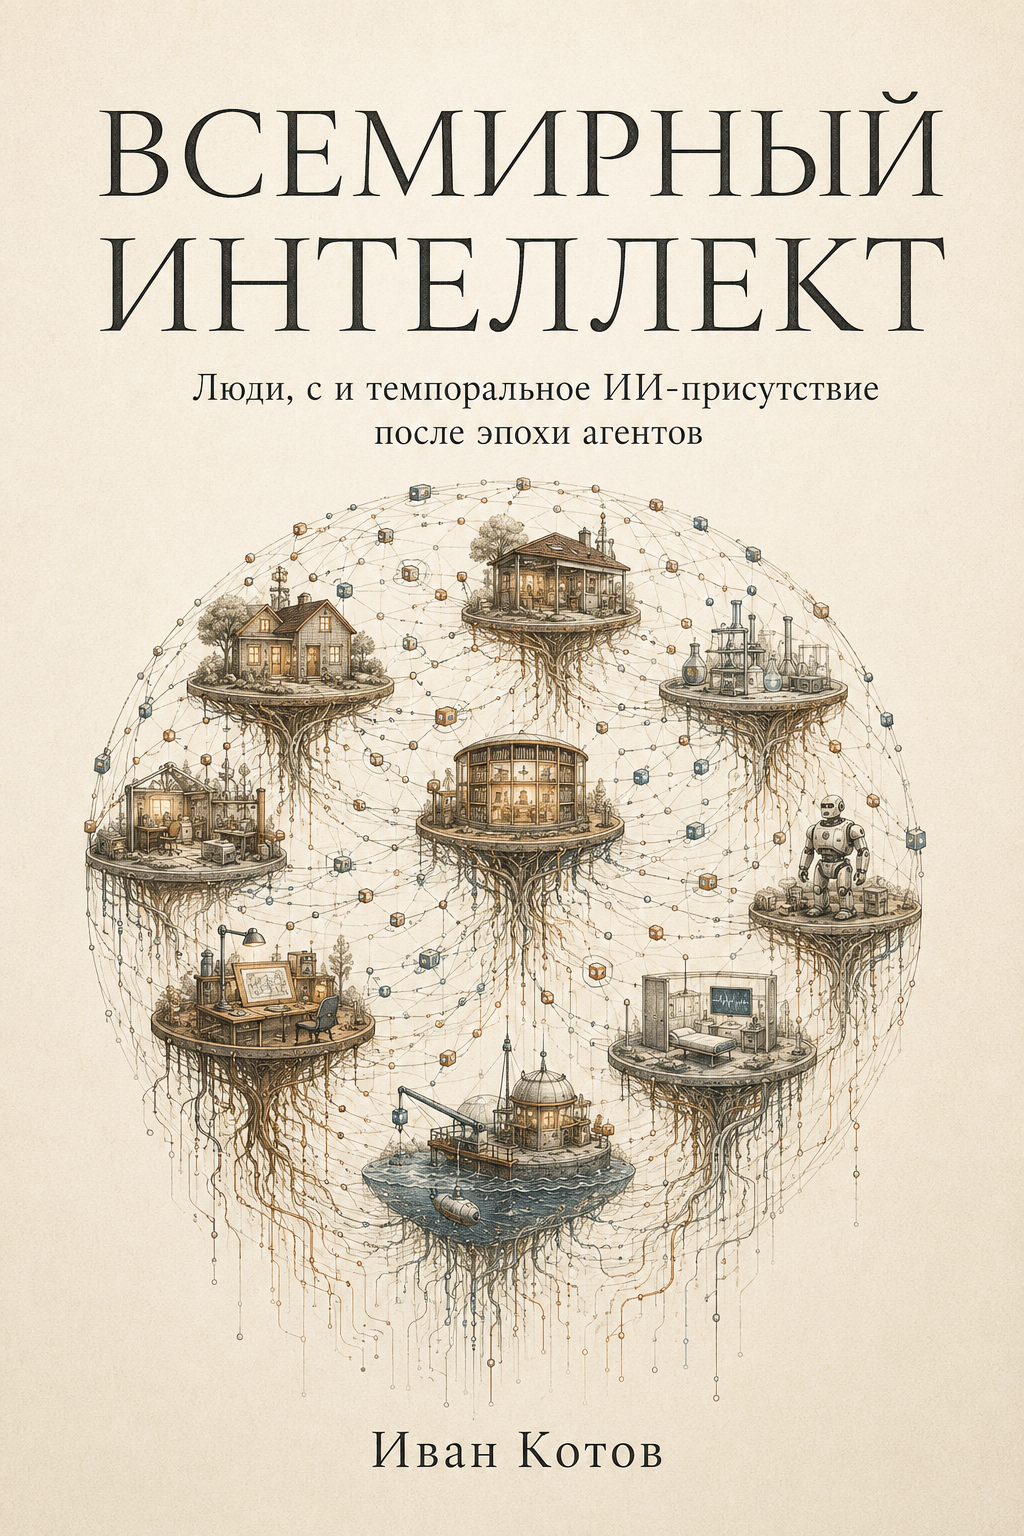 ВСЕМИРНЫЙ
ИНТЕЛЛЕКТ
Люди, с и темпоральное ИИ-присутствие
после эпохи агентов
Иван Котов